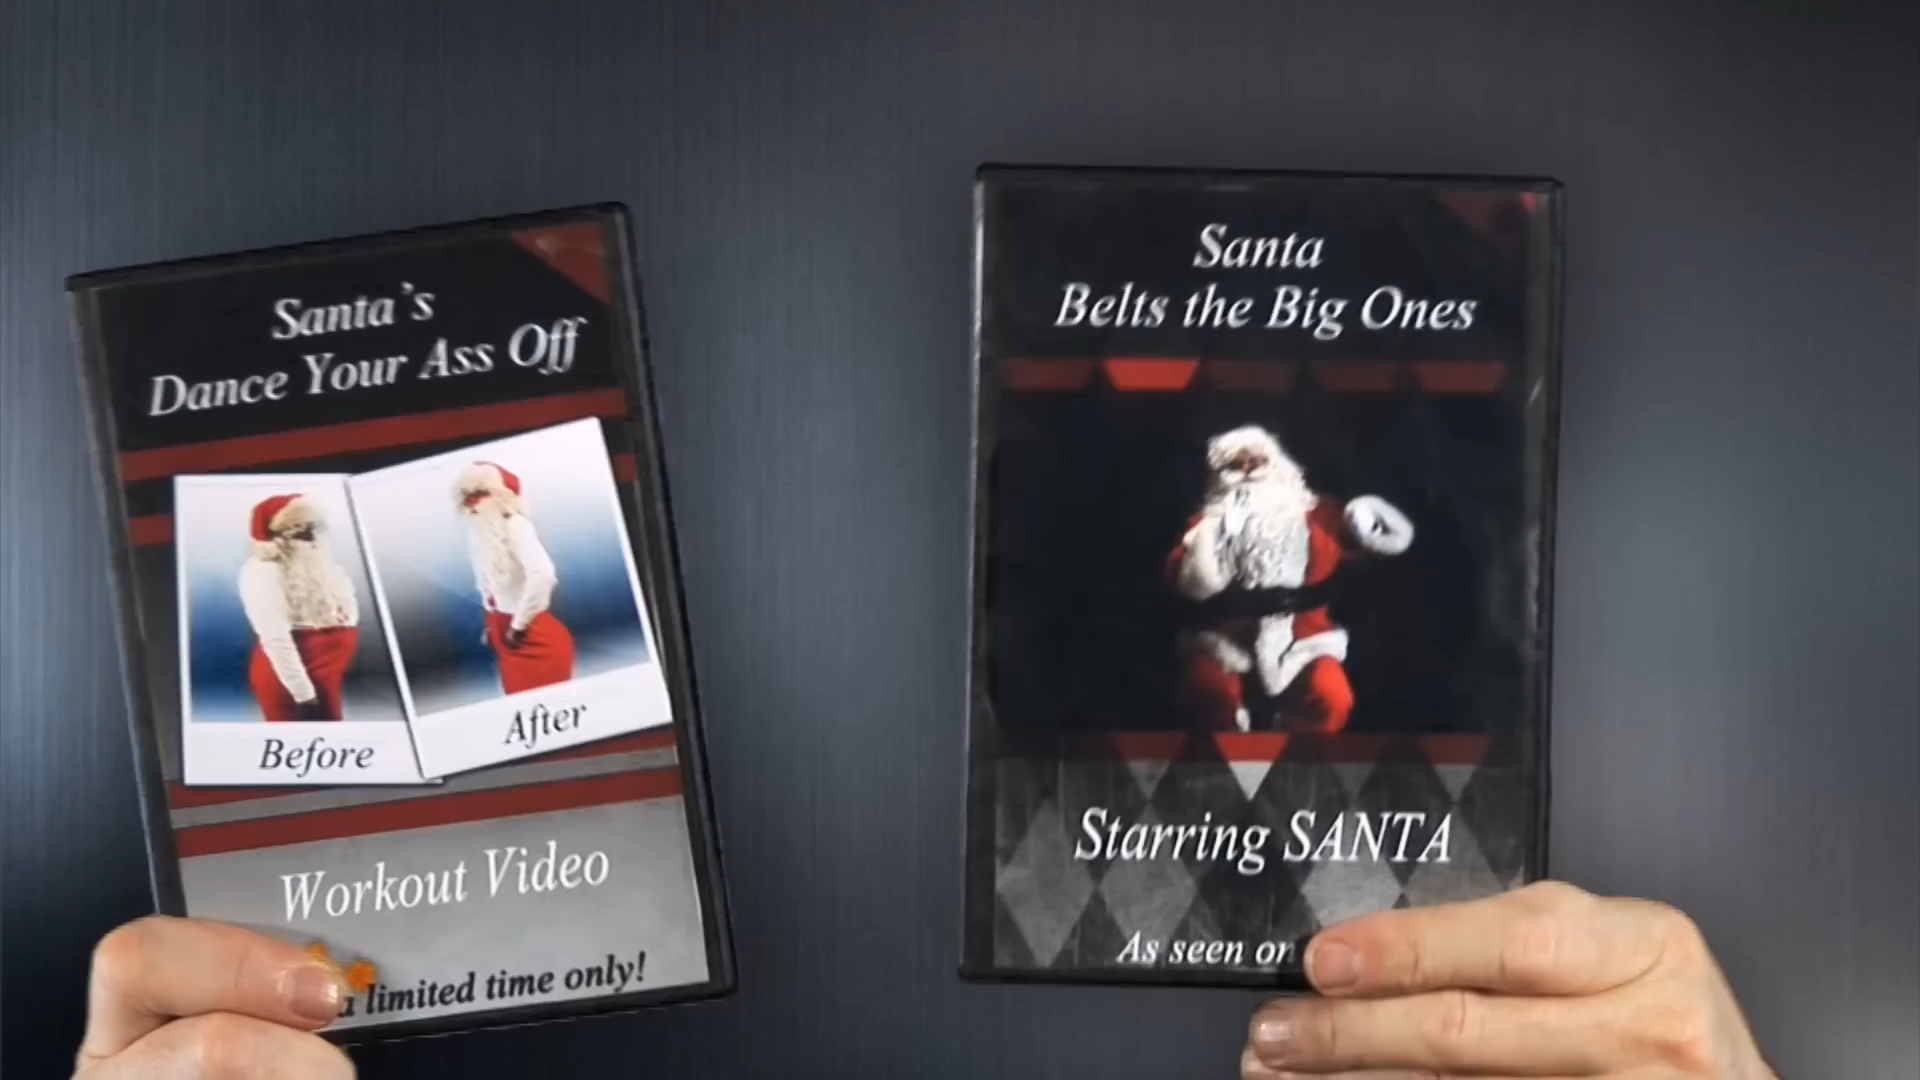 Santa's
Dance Your Ass Off
Before
After
Workout Video
a limited time only!
Santa
Belts the Big Ones
Starring SANTA
As seen on